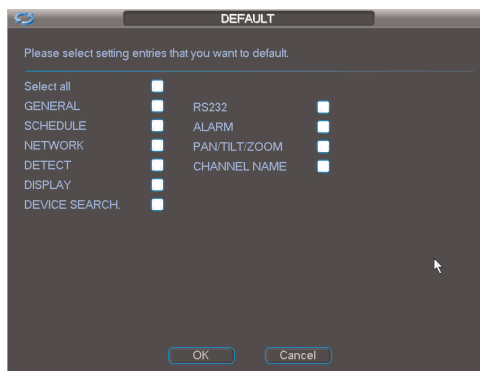 DEFAULT
Please select setting entries that you want to default.
Select all
GENERAL RS232
SCHEDULE ALARM
NETWORK PAN/TILT/ZOOM
DETECT CHANNEL NAME
DISPLAY
DEVICE SEARCH.
OK Cancel